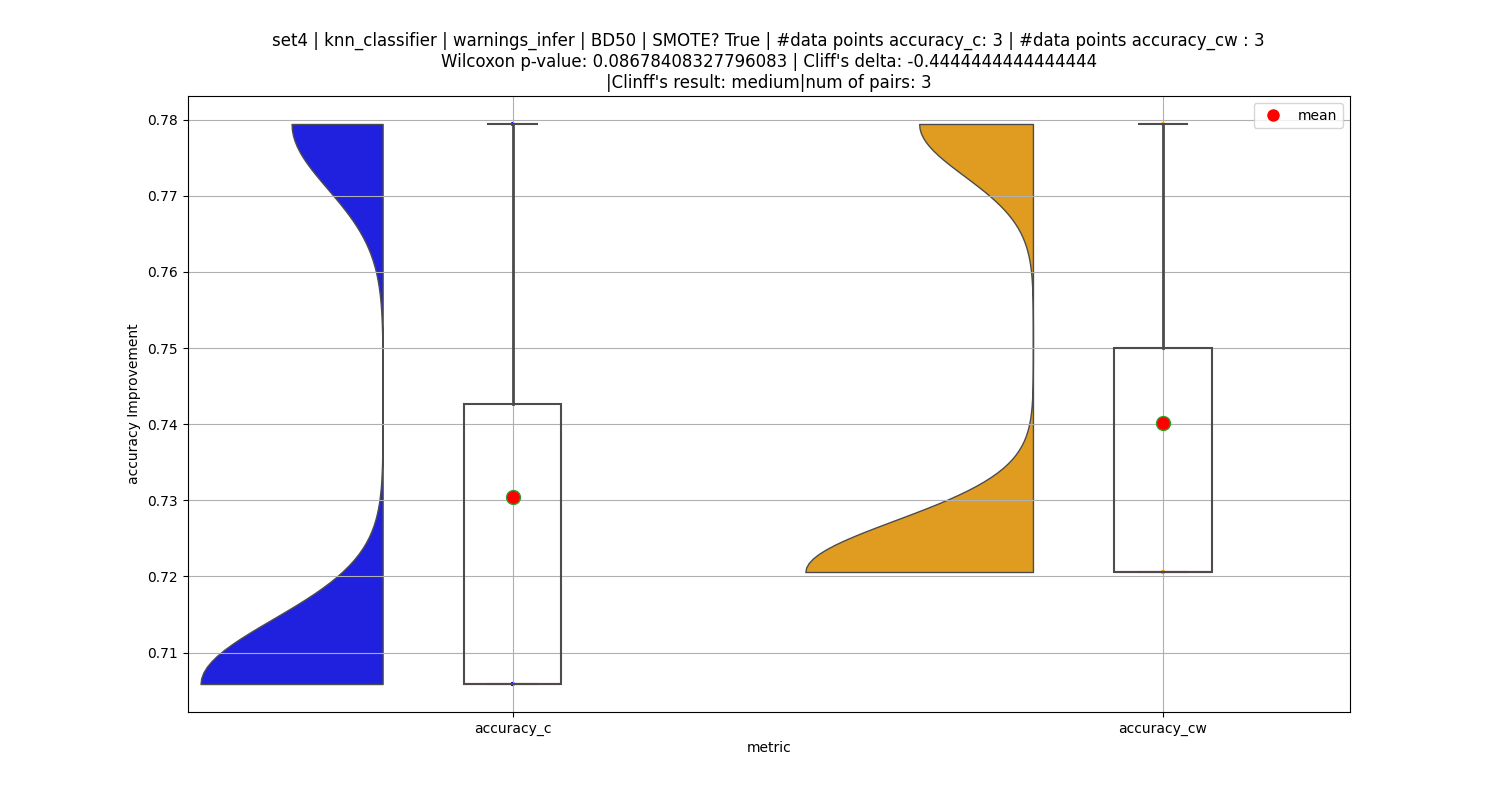 set4 | knn_classifier | warnings_infer | BD50 | SMOTE? True | #data points accuracy_c: 3 | #data points accuracy_cw : 3
Wilcoxon p-value: 0.08678408327796083 | Cliff's delta: -0.4444444444444444
|Clinff's result: medium|num of pairs: 3
mean
0.78
0.77
0.76
0.75
0.74
0.73
0.72
0.71
accuracy Improvement
accuracy_c
accuracy_cw
metric